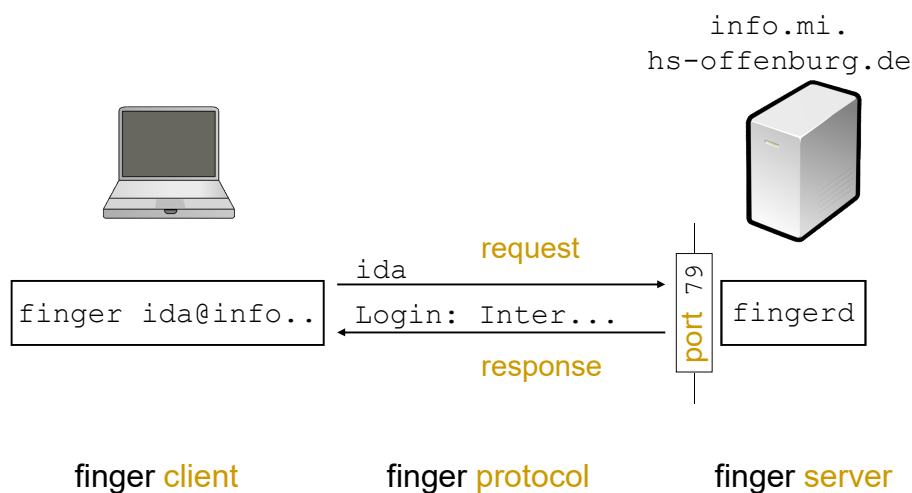 info.mi.
hs-offenburg.de
request
ida
finger ida@info..
Login: Inter...
port 79
fingerd
response
finger client
finger protocol
finger server